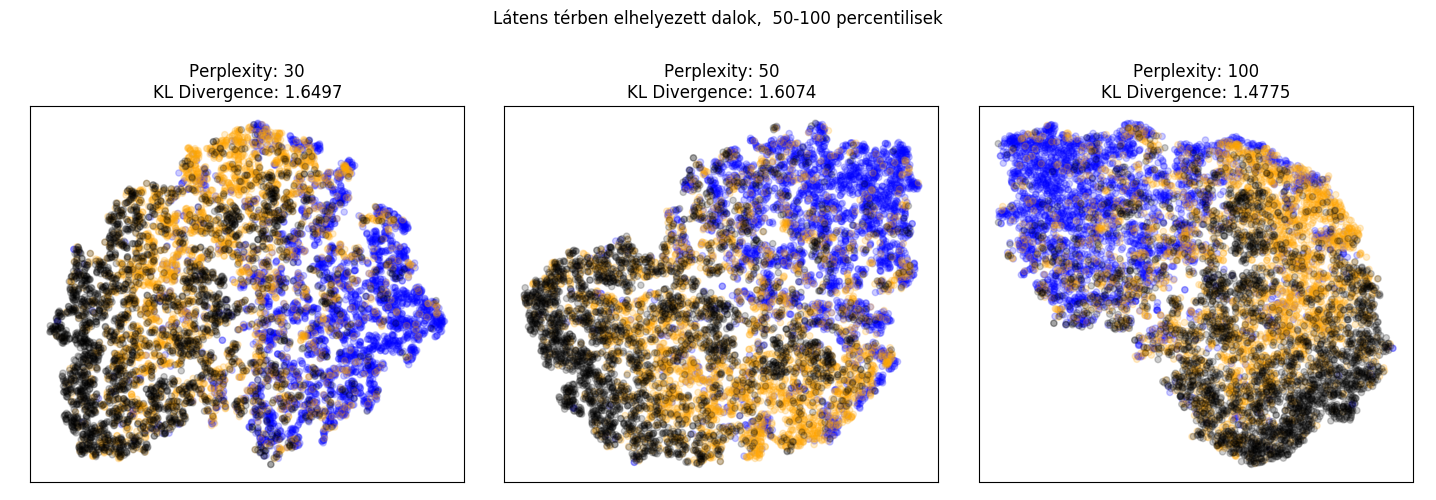 Látens térben elhelyezett dalok,  50-100 percentilisek
Perplexity: 30
KL Divergence: 1.6497
Perplexity: 50
KL Divergence: 1.6074
Perplexity: 100
KL Divergence: 1.4775